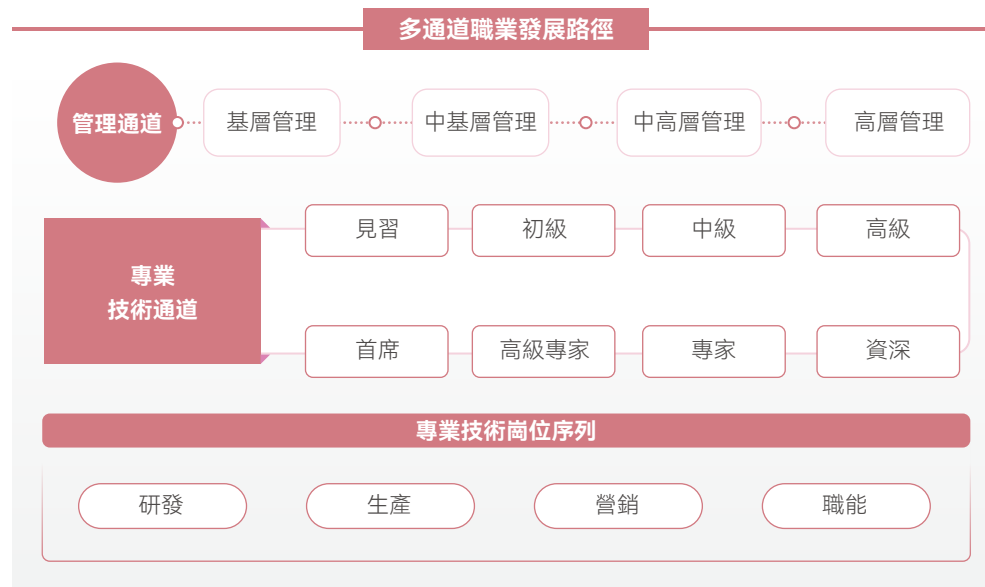 多通道職業發展路徑
管理通道
基層管理
中基層管理
中高層管理
高層管理
專業
技術通道
見習
初級
中級
高級
首席
高級專家
專家
資深
專業技術崗位序列
研發
生產
營銷
職能